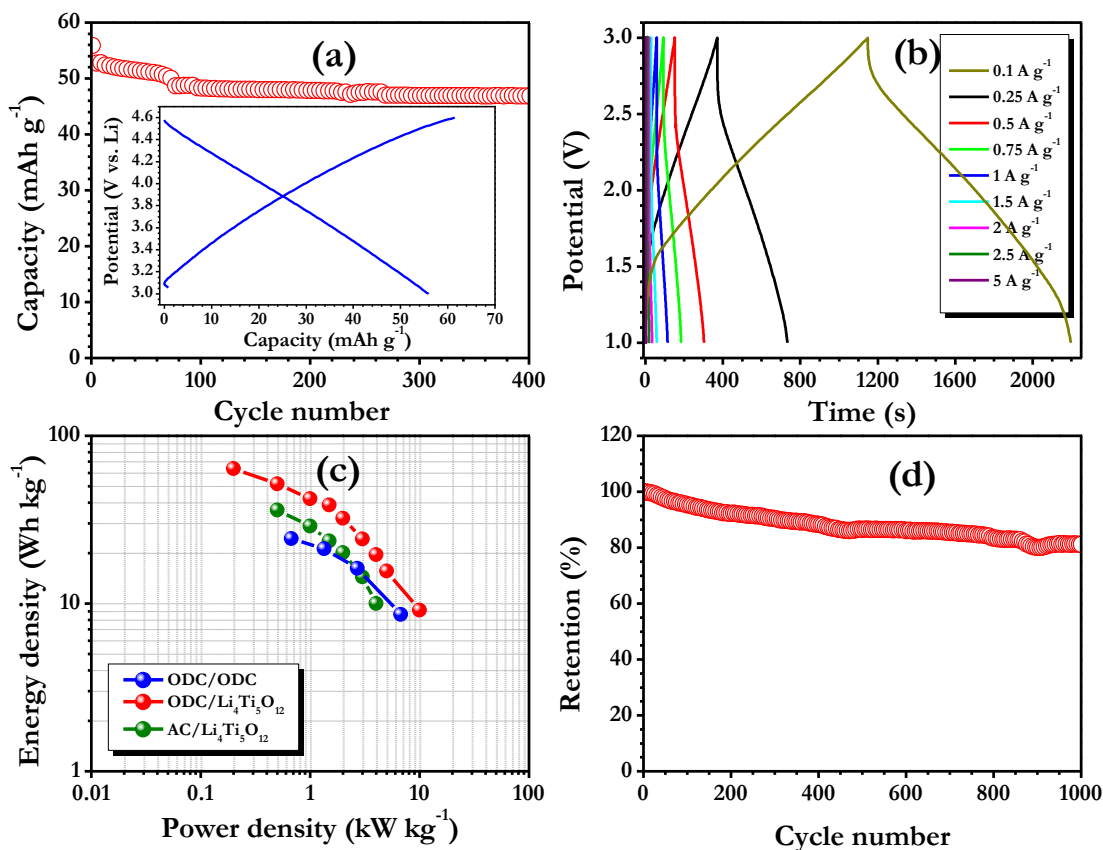 (a)
60
50
40
30
20
10
0
Capacity (mAh g⁻¹)
0 100 200 300 400
Cycle number
4.6
4.4
4.2
4.0
3.8
3.6
3.4
3.2
3.0
Potential (V vs. Li)
0 10 20 30 40 50 60 70
Capacity (mAh g⁻¹)
(b)
3.0
2.5
2.0
1.5
1.0
Potential (V)
0 400 800 1200 1600 2000
Time (s)
0.1 A g⁻¹
0.25 A g⁻¹
0.5 A g⁻¹
0.75 A g⁻¹
1 A g⁻¹
1.5 A g⁻¹
2 A g⁻¹
2.5 A g⁻¹
5 A g⁻¹
(c)
100
10
1
Energy density (Wh kg⁻¹)
0.01 0.1 1 10 100
Power density (kW kg⁻¹)
ODC/ODC
ODC/Li₄Ti₅O₁₂
AC/Li₄Ti₅O₁₂
(d)
120
100
80
60
40
20
0
Retention (%)
0 200 400 600 800 1000
Cycle number